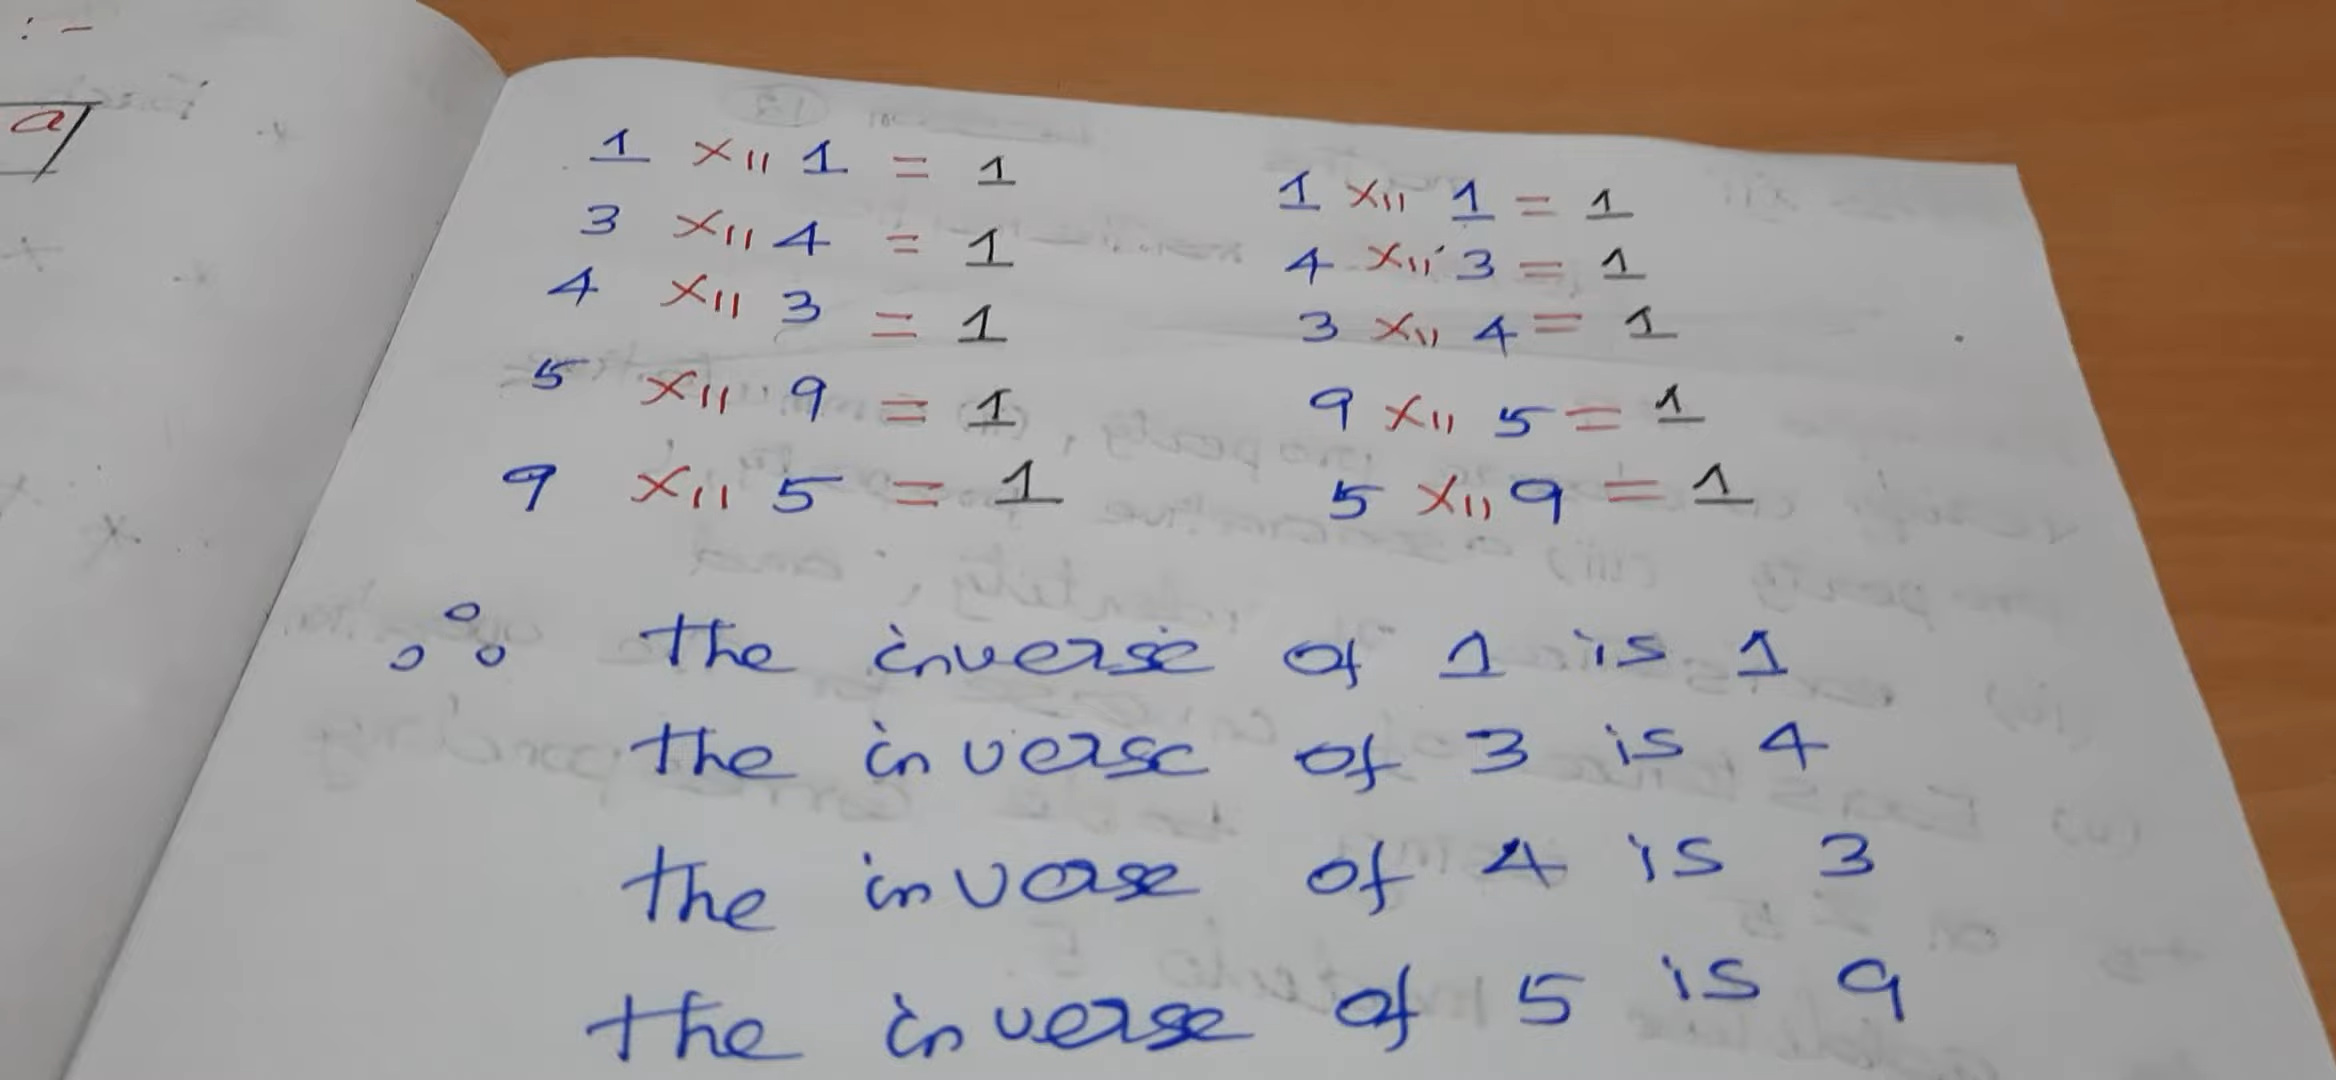 :-
a
1 ×₁₁ 1 = 1    1 ×₁₁ 1 = 1
3 ×₁₁ 4 = 1    4 ×₁₁ 3 = 1
4 ×₁₁ 3 = 1    3 ×₁₁ 4 = 1
5 ×₁₁ 9 = 1    9 ×₁₁ 5 = 1
9 ×₁₁ 5 = 1    5 ×₁₁ 9 = 1
∴ the inverse of 1 is 1
the inverse of 3 is 4
the inverse of 4 is 3
the inverse of 5 is 9